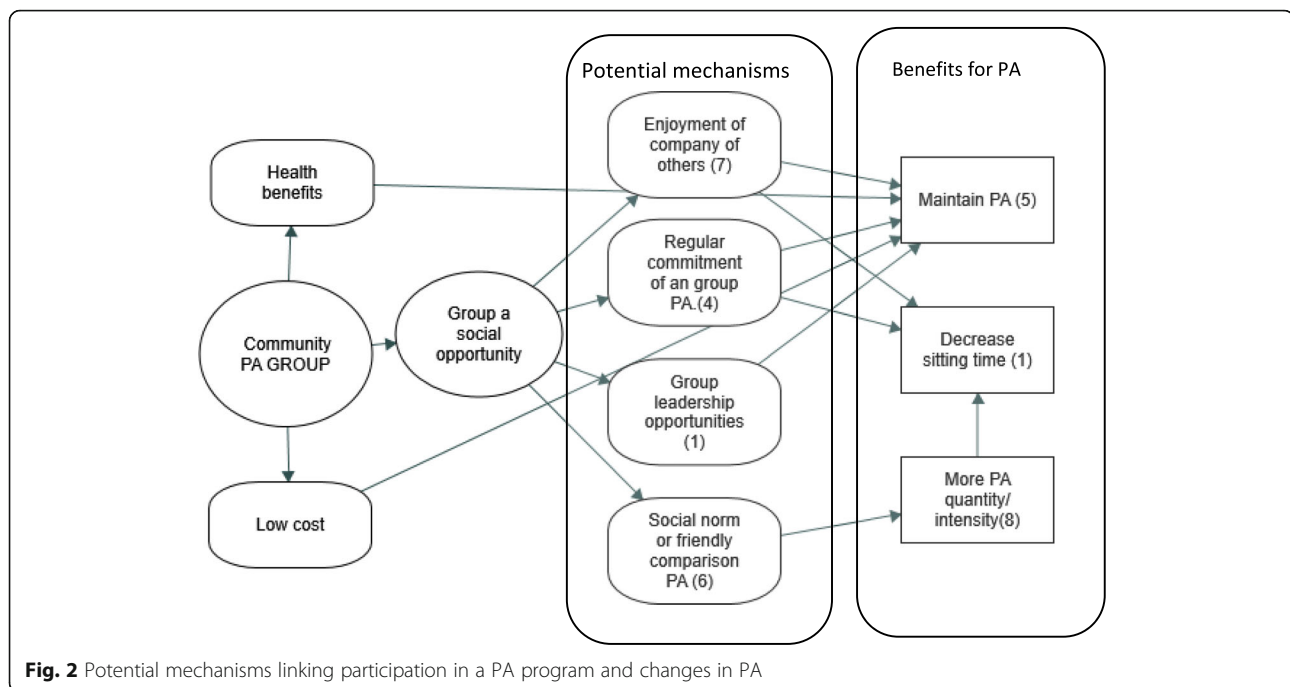 Potential mechanisms
Benefits for PA
Enjoyment of
company of
others (7)
Health
benefits
Maintain PA (5)
Regular
commitment
of an group
PA.(4)
Group a
social
opportunity
Community
PA GROUP
Decrease
sitting time (1)
Group
leadership
opportunities
(1)
More PA
quantity/
intensity(8)
Low cost
Social norm
or friendly
comparison
PA (6)
Fig. 2 Potential mechanisms linking participation in a PA program and changes in PA